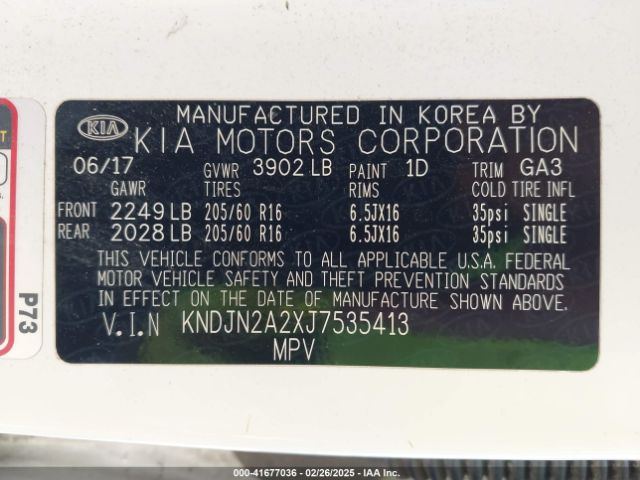 MANUFACTURED IN KOREA BY
KIA KIA MOTORS CORPORATION
06/17 GVWR 3902 LB PAINT 1D TRIM GA3
GAWR TIRES RIMS COLD TIRE INFL
FRONT 2249 LB 205/60 R16 6.5JX16 35psi SINGLE
REAR 2028 LB 205/60 R16 6.5JX16 35psi SINGLE
THIS VEHICLE CONFORMS TO ALL APPLICABLE U.S.A. FEDERAL
MOTOR VEHICLE SAFETY AND THEFT PREVENTION STANDARDS
IN EFFECT ON THE DATE OF MANUFACTURE SHOWN ABOVE.
V.I.N KNDJN2A2XJ7535413
MPV
P73
000-41677036 - 02/26/2025 - IAA Inc.